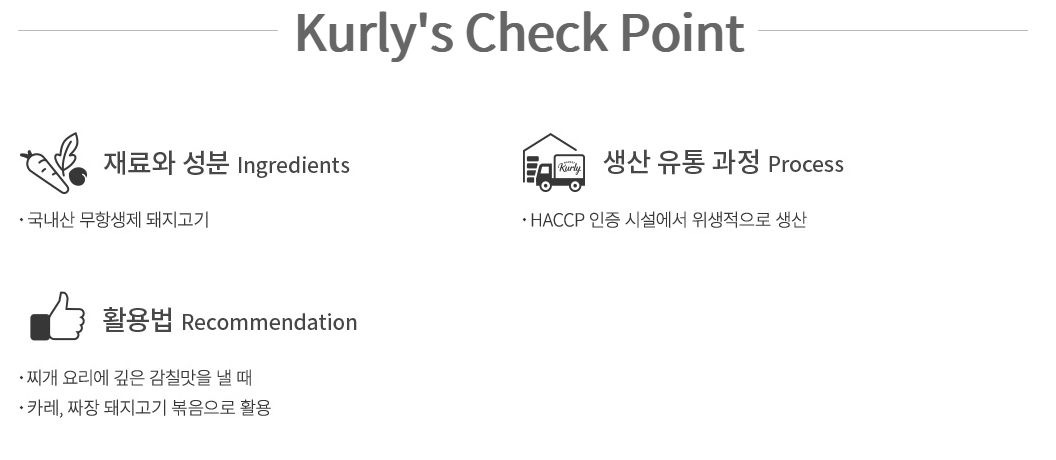 Kurly's Check Point
재료와 성분 Ingredients
· 국내산 무항생제 돼지고기
Kurly
생산 유통 과정 Process
· HACCP 인증 시설에서 위생적으로 생산
활용법 Recommendation
· 찌개 요리에 깊은 감칠맛을 낼 때
· 카레, 짜장 돼지고기 볶음으로 활용